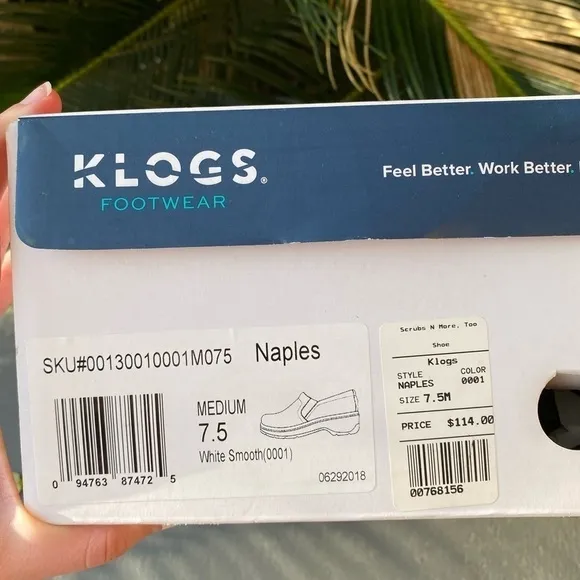 KLOGS®
FOOTWEAR
Feel Better. Work Better.
SKU#00130010001M075 Naples
MEDIUM
7.5
White Smooth(0001)
0 94763 87472 5
06292018
Scrubs N More, Too
Shoe
Klogs
STYLE COLOR
NAPLES 0001
SIZE 7.5M
PRICE $114.00
00768156